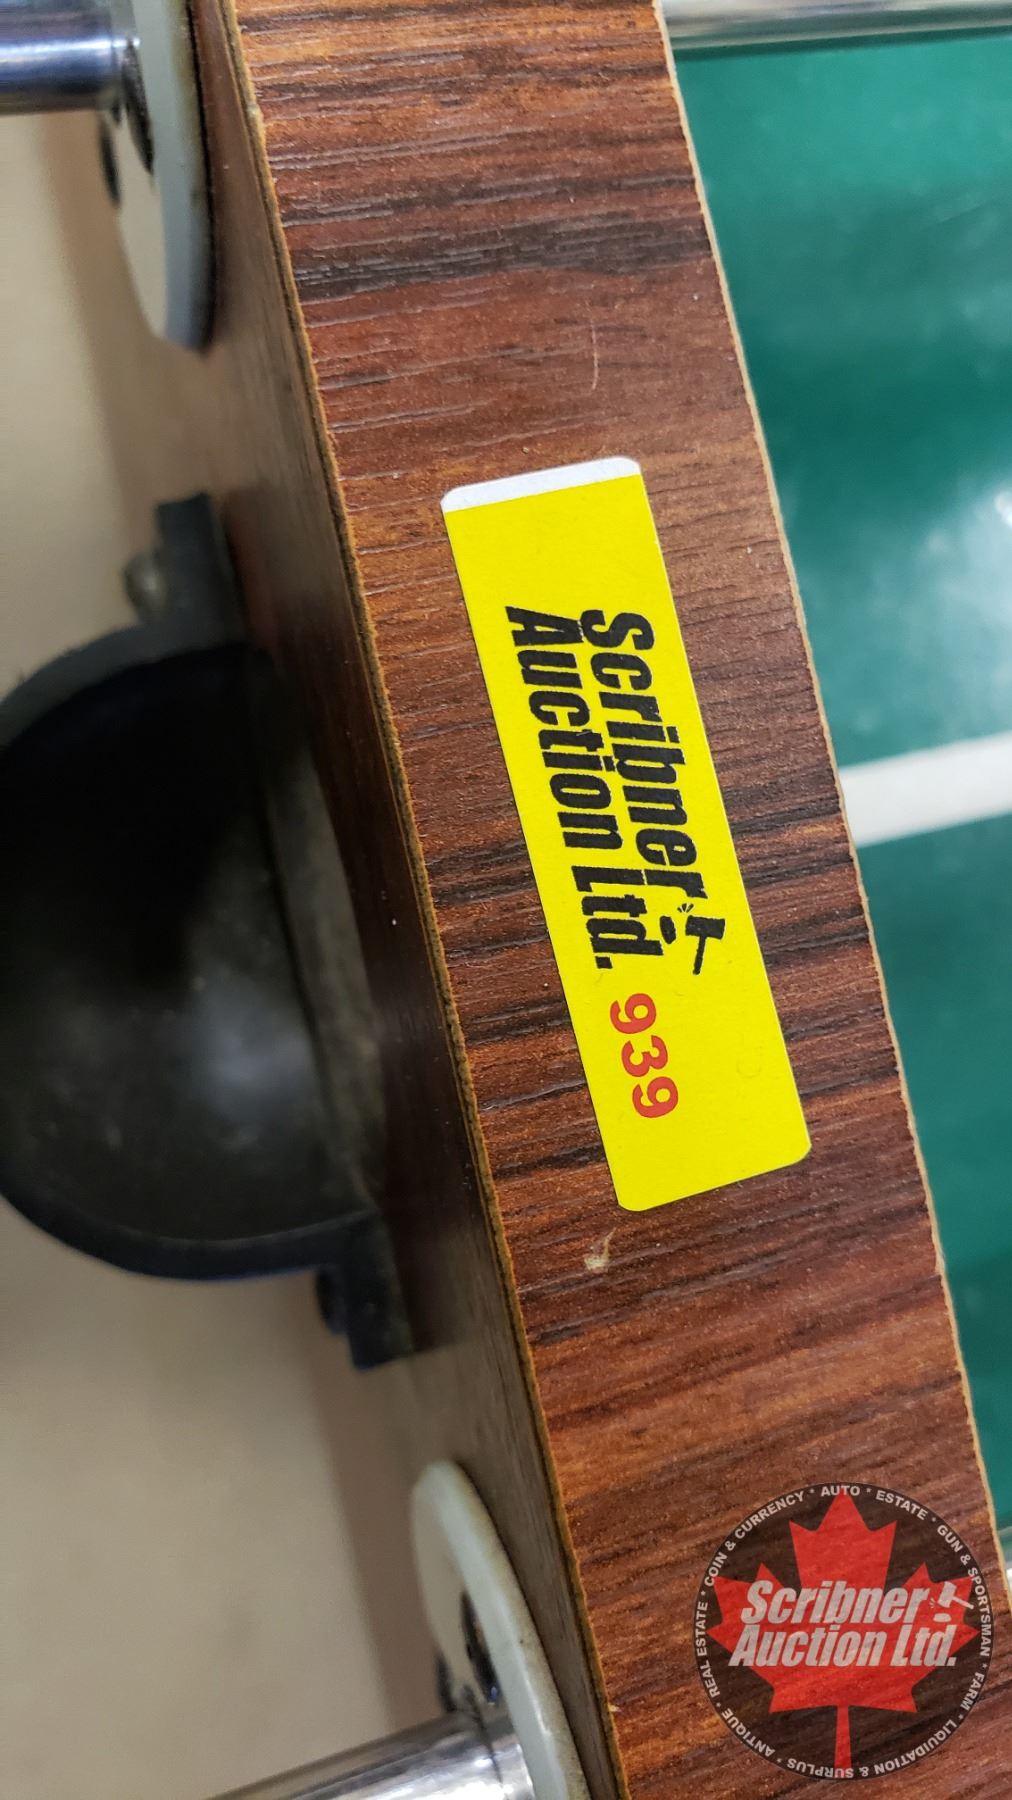 Scribner
Auction Ltd.
939
Scribner
Auction Ltd.
ANTIQUE * REAL ESTATE * COIN & CURRENCY * AUTO * ESTATE * GUN & SPORTSMAN * FARM * LIQUIDATION & SURPLUS *